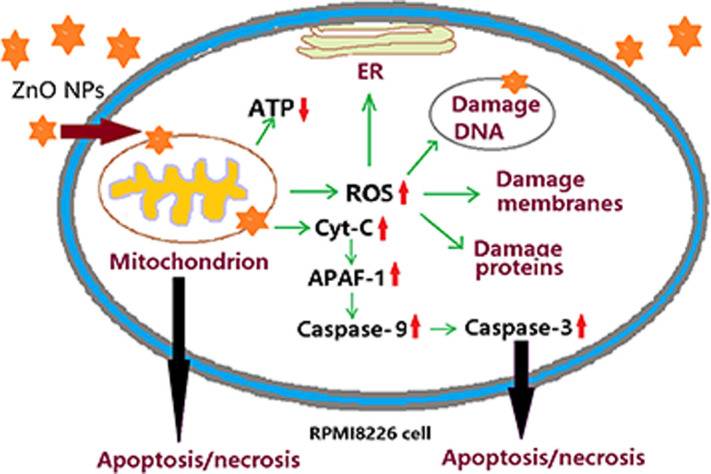 ER
ZnO NPs
ATP
Damage
DNA
ROS
Damage
membranes
Cyt-C
Damage
proteins
Mitochondrion
APAF-1
Caspase-9
Caspase-3
RPMI8226 cell
Apoptosis/necrosis
Apoptosis/necrosis